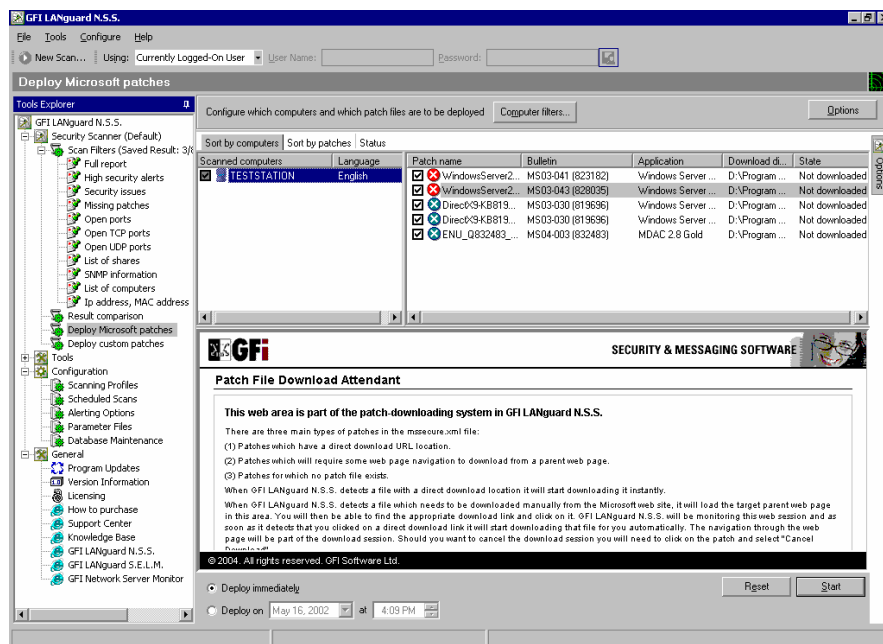 GFI LANguard N.S.S.
File Tools Configure Help
New Scan... Using: Currently Logged-On User User Name: Password:
Deploy Microsoft patches
Tools Explorer
GFI LANguard N.S.S.
Security Scanner (Default)
Scan Filters (Saved Result: 3/
Full report
High security alerts
Security issues
Missing patches
Open ports
Open TCP ports
Open UDP ports
List of shares
SNMP information
List of computers
Ip address, MAC address
Result comparison
Deploy Microsoft patches
Deploy custom patches
Tools
Configuration
Scanning Profiles
Scheduled Scans
Alerting Options
Parameter Files
Database Maintenance
General
Program Updates
Version Information
Licensing
How to purchase
Support Center
Knowledge Base
GFI LANguard N.S.S.
GFI LANguard S.E.L.M.
GFI Network Server Monitor
Configure which computers and which patch files are to be deployed Computer filters... Options
Sort by computers Sort by patches Status
Options
Scanned computers Language
TESTSTATION English
Patch name Bulletin Application Download di... State
WindowsServer2... MS03-041 (823182) Windows Server ... D:\Program ... Not downloaded
WindowsServer2... MS03-043 (828035) Windows Server ... D:\Program ... Not downloaded
DirectX9-KB819... MS03-030 (819696) Windows Server ... D:\Program ... Not downloaded
DirectX9-KB819... MS03-030 (819696) Windows Server ... D:\Program ... Not downloaded
ENU_Q832483_... MS04-003 (832483) MDAC 2.8 Gold D:\Program ... Not downloaded
GFi SECURITY & MESSAGING SOFTWARE
Patch File Download Attendant
This web area is part of the patch-downloading system in GFI LANguard N.S.S.
There are three main types of patches in the mssecure.xml file:
(1) Patches which have a direct download URL location.
(2) Patches which will require some web page navigation to download from a parent web page.
(3) Patches for which no patch file exists.
When GFI LANguard N.S.S. detects a file with a direct download location it will start downloading it instantly.
When GFI LANguard N.S.S. detects a file which needs to be downloaded manually from the Microsoft web site, it will load the target parent web page
in this area. You will then be able to find the appropriate download link and click on it. GFI LANguard N.S.S. will be monitoring this web session and as
soon as it detects that you clicked on a direct download link it will start downloading that file for you automatically. The navigation through the web
page will be part of the download session. Should you want to cancel the download session you will need to click on the patch and select "Cancel
Download"
© 2004. All rights reserved. GFI Software Ltd.
Deploy immediately Reset Start
Deploy on May 16, 2002 at 4:09 PM